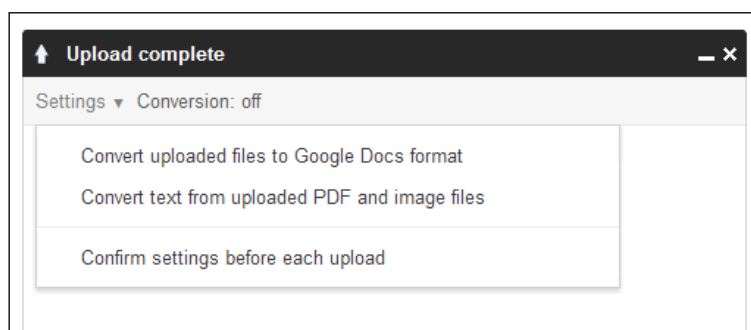 Upload complete
Settings ▾ Conversion: off
Convert uploaded files to Google Docs format
Convert text from uploaded PDF and image files
Confirm settings before each upload